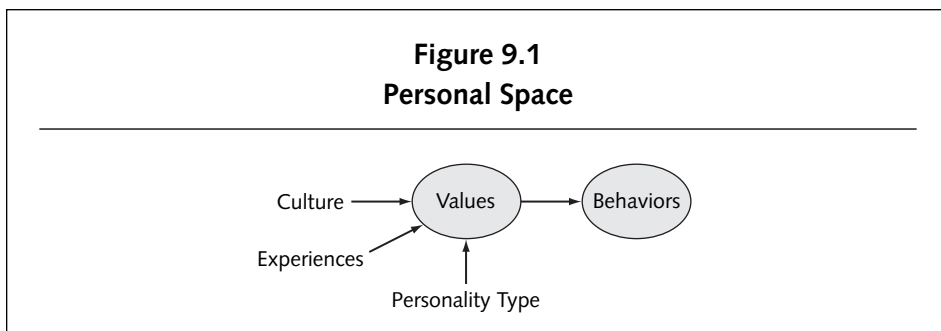 Figure 9.1
Personal Space
Culture
Values
Behaviors
Experiences
Personality Type